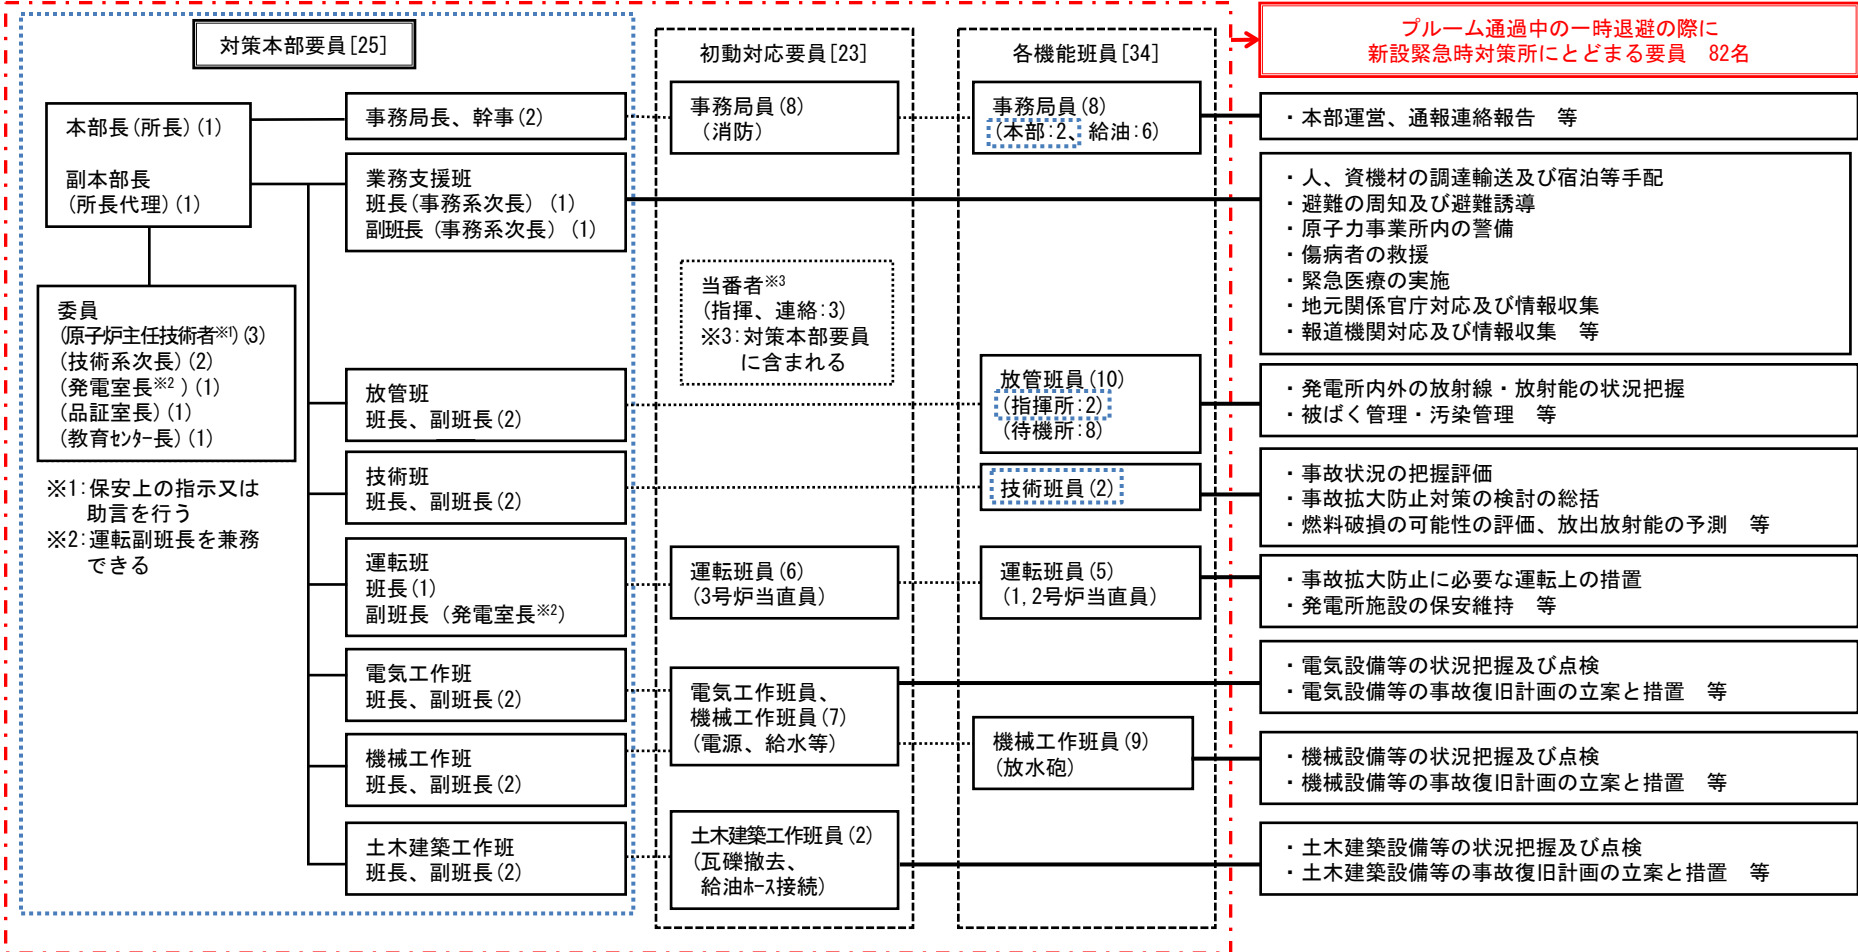 対策本部要員[25]
本部長(所長)(1)
副本部長
(所長代理)(1)
委員
(原子炉主任技術者※1)(3)
(技術系次長)(2)
(発電室長※2 )(1)
(品証室長)(1)
(教育センター長)(1)
※1:保安上の指示又は
助言を行う
※2:運転副班長を兼務
できる
事務局長、幹事(2)
業務支援班
班長(事務系次長) (1)
副班長(事務系次長)(1)
放管班
班長、副班長(2)
技術班
班長、副班長(2)
運転班
班長(1)
副班長(発電室長※2)
電気工作班
班長、副班長(2)
機械工作班
班長、副班長(2)
土木建築工作班
班長、副班長(2)
初動対応要員[23]
事務局員(8)
(消防)
当番者※3
(指揮、連絡:3)
※3:対策本部要員
に含まれる
運転班員(6)
(3号炉当直員)
電気工作班員、
機械工作班員(7)
(電源、給水等)
土木建築工作班員(2)
(瓦礫撤去、
給油ホース接続)
各機能班員[34]
事務局員(8)
(本部:2、給油:6)
放管班員(10)
(指揮所:2)
(待機所:8)
技術班員(2)
運転班員(5)
(1,2号炉当直員)
機械工作班員(9)
(放水砲)
プルーム通過中の一時退避の際に
新設緊急時対策所にとどまる要員 82名
・本部運営、通報連絡報告 等
・人、資機材の調達輸送及び宿泊等手配
・避難の周知及び避難誘導
・原子力事業所内の警備
・傷病者の救援
・緊急医療の実施
・地元関係官庁対応及び情報収集
・報道機関対応及び情報収集 等
・発電所内外の放射線・放射能の状況把握
・被ばく管理・汚染管理 等
・事故状況の把握評価
・事故拡大防止対策の検討の総括
・燃料破損の可能性の評価、放出放射能の予測 等
・事故拡大防止に必要な運転上の措置
・発電所施設の保安維持 等
・電気設備等の状況把握及び点検
・電気設備等の事故復旧計画の立案と措置 等
・機械設備等の状況把握及び点検
・機械設備等の事故復旧計画の立案と措置 等
・土木建築設備等の状況把握及び点検
・土木建築設備等の事故復旧計画の立案と措置 等